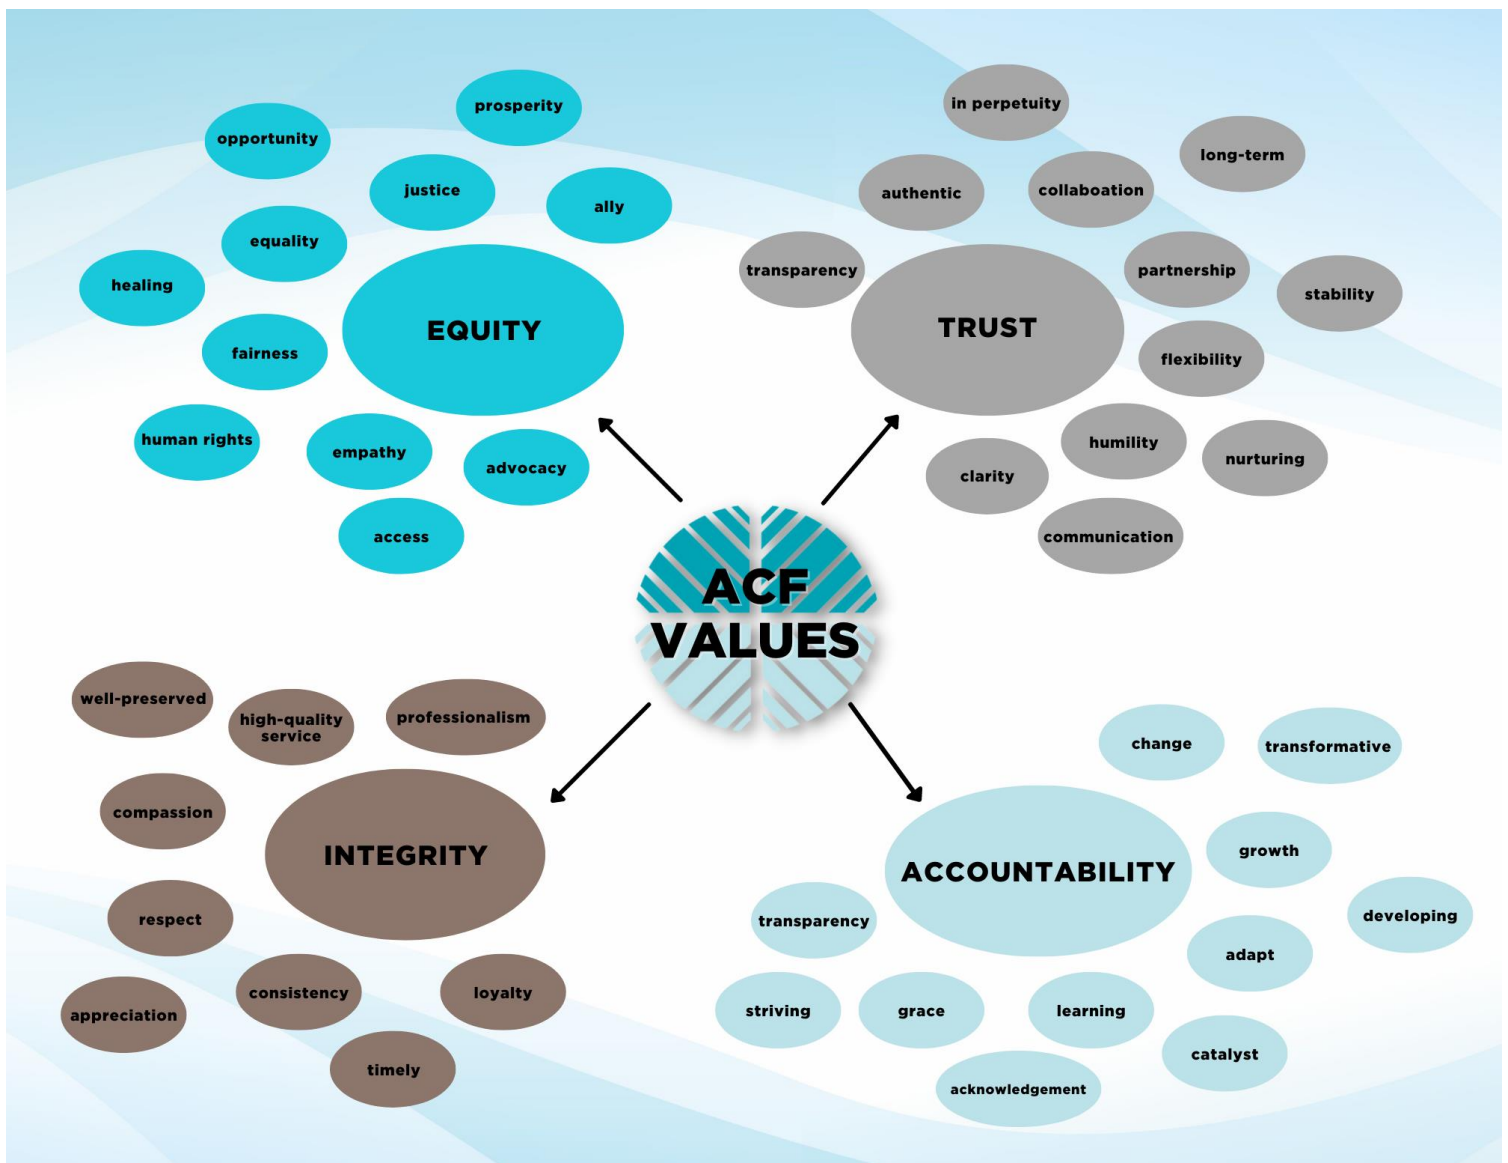 prosperity
opportunity
justice
ally
equality
healing
EQUITY
fairness
human rights
empathy
advocacy
access
in perpetuity
long-term
authentic
collaboation
transparency
partnership
stability
TRUST
flexibility
humility
nurturing
clarity
communication
ACF
VALUES
well-preserved
high-quality
service
professionalism
compassion
INTEGRITY
respect
consistency
loyalty
appreciation
timely
change
transformative
growth
ACCOUNTABILITY
developing
transparency
adapt
striving
grace
learning
catalyst
acknowledgement